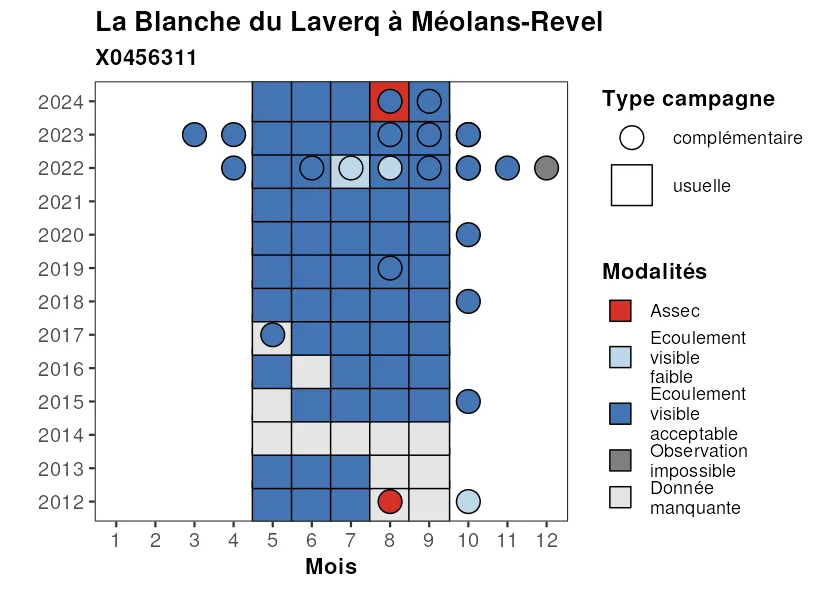 La Blanche du Laverq à Méolans-Revel
X0456311
2024
2023
2022
2021
2020
2019
2018
2017
2016
2015
2014
2013
2012
1 2 3 4 5 6 7 8 9 10 11 12
Mois
Type campagne
complémentaire
usuelle
Modalités
Assec
Ecoulement
visible
faible
Ecoulement
visible
acceptable
Observation
impossible
Donnée
manquante